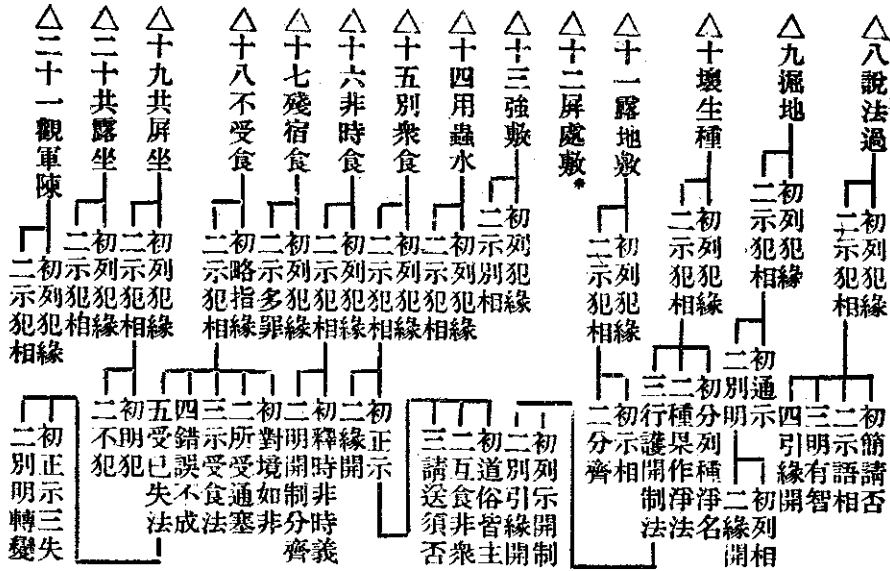 △八說法過
初列犯緣
二示犯相
初簡請否
二示語相
三明有智
四引緣開
△九掘地
初列犯緣
二示犯相
初通示
二別明
初列相
二緣開
△十壞生種
初列犯緣
二示犯相
初分列種淨名
二種果作淨法
三行護開制法
初列示開制
二別引緣開
△十一露地敷
初列犯緣
二示犯相
初示相
二分齊
△十二屏處敷*
△十三強敷
初列犯緣
二示別相
△十四用蟲水
初列犯緣
二示犯相
△十五別衆食
初列犯緣
二示犯相
初正示
二緣開
初道俗皆主
二互食非衆
三請送須否
△十六非時食
初列犯緣
二示犯相
初釋時非時義
二明開制分齊
△十七殘宿食
初列犯緣
二示多罪
△十八不受食
初略指緣
二示犯相
初對境如非
二所受通塞
三示受食法
四錯誤不成
五受已失法
初正示三失
二別明轉變
△十九共屏坐
初列犯緣
二示犯相
初明犯
二不犯
△二十共露坐
初列犯緣
二示犯相
△二十一觀軍陳
初列犯緣
二示犯相